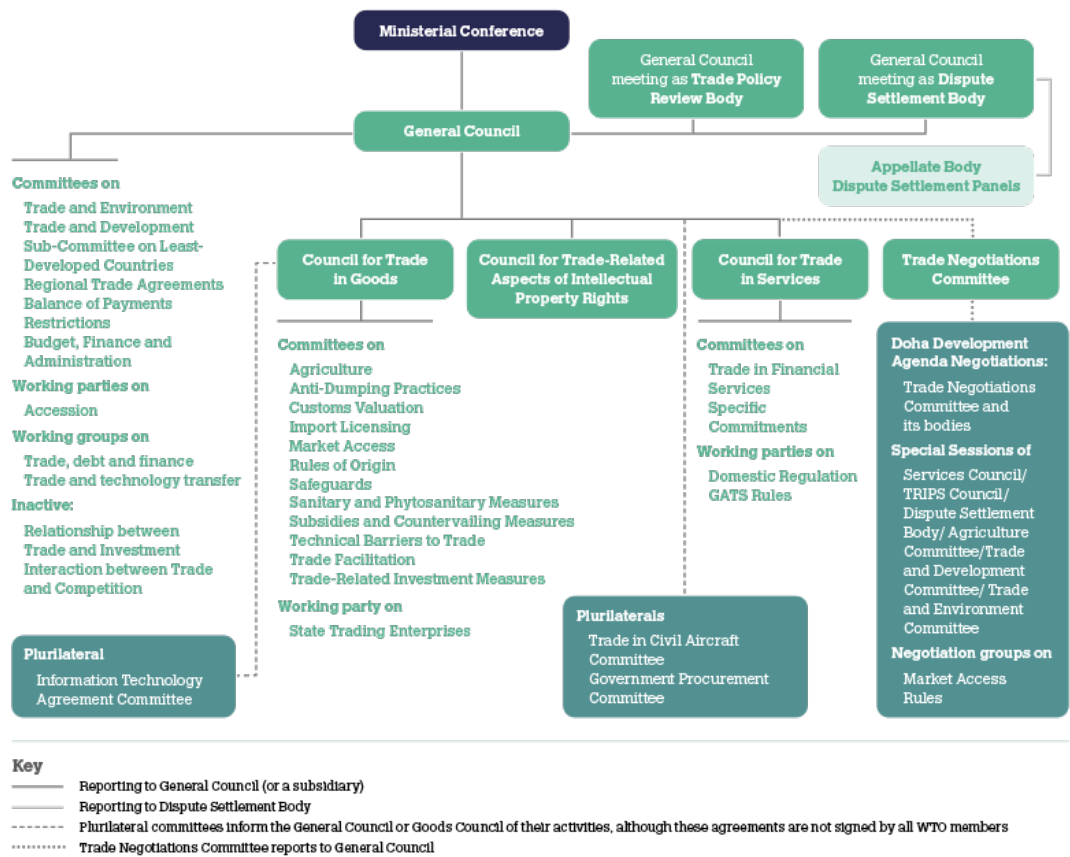 Ministerial Conference
General Council
meeting as Trade Policy
Review Body
General Council
meeting as Dispute
Settlement Body
General Council
Appellate Body
Dispute Settlement Panels
Committees on
Trade and Environment
Trade and Development
Sub-Committee on Least-
Developed Countries
Regional Trade Agreements
Balance of Payments
Restrictions
Budget, Finance and
Administration
Working parties on
Accession
Working groups on
Trade, debt and finance
Trade and technology transfer
Inactive:
Relationship between
Trade and Investment
Interaction between Trade
and Competition
Plurilateral
Information Technology
Agreement Committee
Council for Trade
in Goods
Committees on
Agriculture
Anti-Dumping Practices
Customs Valuation
Import Licensing
Market Access
Rules of Origin
Safeguards
Sanitary and Phytosanitary Measures
Subsidies and Countervailing Measures
Technical Barriers to Trade
Trade Facilitation
Trade-Related Investment Measures
Working party on
State Trading Enterprises
Council for Trade-Related
Aspects of Intellectual
Property Rights
Plurilaterals
Trade in Civil Aircraft
Committee
Government Procurement
Committee
Council for Trade
in Services
Committees on
Trade in Financial
Services
Specific
Commitments
Working parties on
Domestic Regulation
GATS Rules
Trade Negotiations
Committee
Doha Development
Agenda Negotiations:
Trade Negotiations
Committee and
its bodies
Special Sessions of
Services Council/
TRIPS Council/
Dispute Settlement
Body/ Agriculture
Committee/Trade
and Development
Committee/ Trade
and Environment
Committee
Negotiation groups on
Market Access
Rules
Key
Reporting to General Council (or a subsidiary)
Reporting to Dispute Settlement Body
Plurilateral committees inform the General Council or Goods Council of their activities, although these agreements are not signed by all WTO members
Trade Negotiations Committee reports to General Council